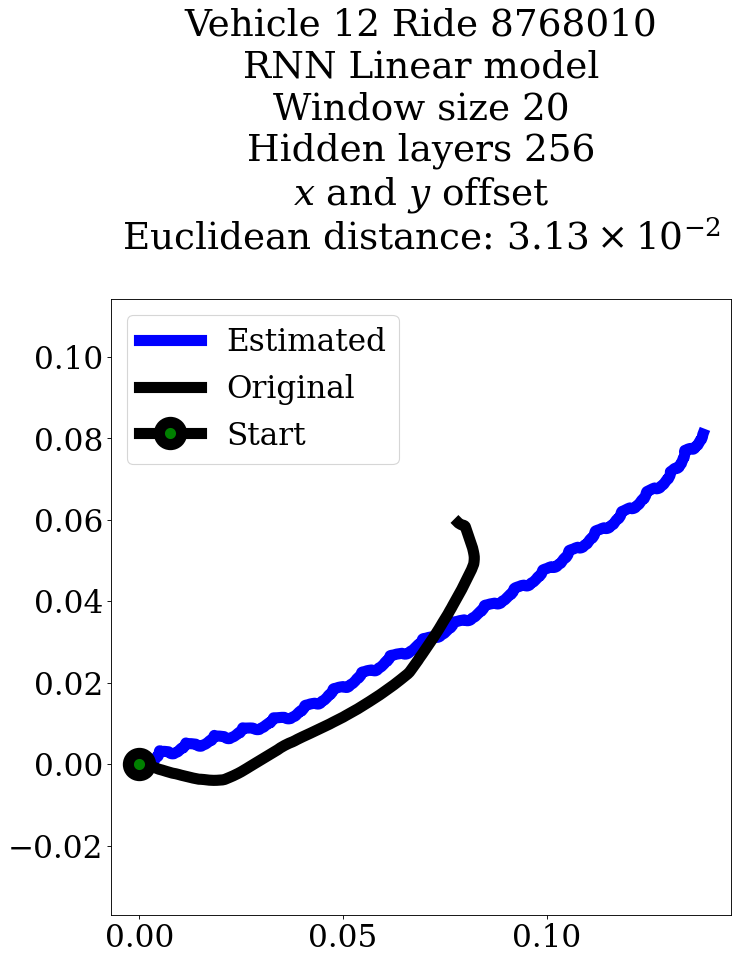 Vehicle 12 Ride 8768010
RNN Linear model
Window size 20
Hidden layers 256
x and y offset
Euclidean distance: 3.13 × 10⁻²
Estimated
Original
Start
0.10
0.08
0.06
0.04
0.02
0.00
−0.02
0.00 0.05 0.10